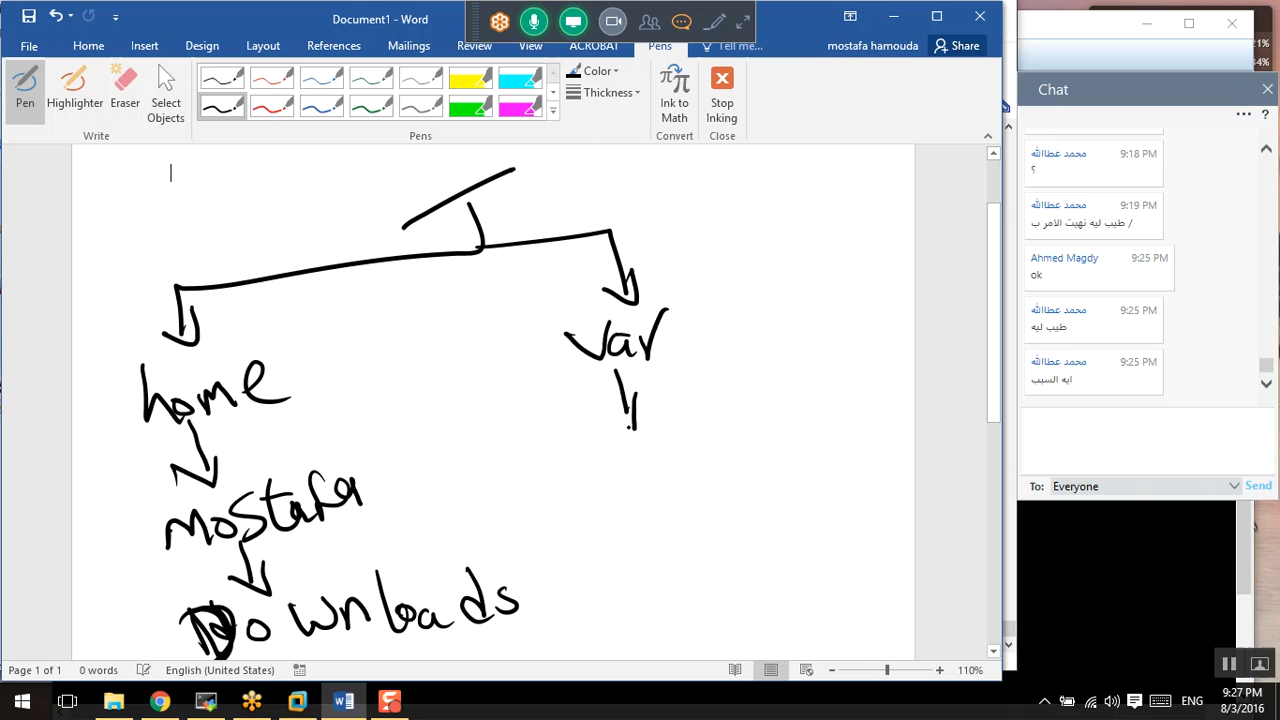 Document1 - Word
File
Home
Insert
Design
Layout
References
Mailings
Review
View
ACROBAT
Pens
Tell me...
mostafa hamouda
Share
Pen
Highlighter
Eraser
Select
Objects
Write
Pens
Color
Thickness
Ink to
Math
Convert
Stop
Inking
Close
/
home
var
mostafa
Downloads
Page 1 of 1
0 words
English (United States)
110%
21%
Chat
محمد عطاالله
9:18 PM
؟
محمد عطاالله
9:19 PM
طيب ليه نهيت الامر ب /
Ahmed Magdy
9:25 PM
ok
محمد عطاالله
9:25 PM
طيب ليه
محمد عطاالله
9:25 PM
ايه السبب
To:
Everyone
Send
ENG
9:27 PM
8/3/2016